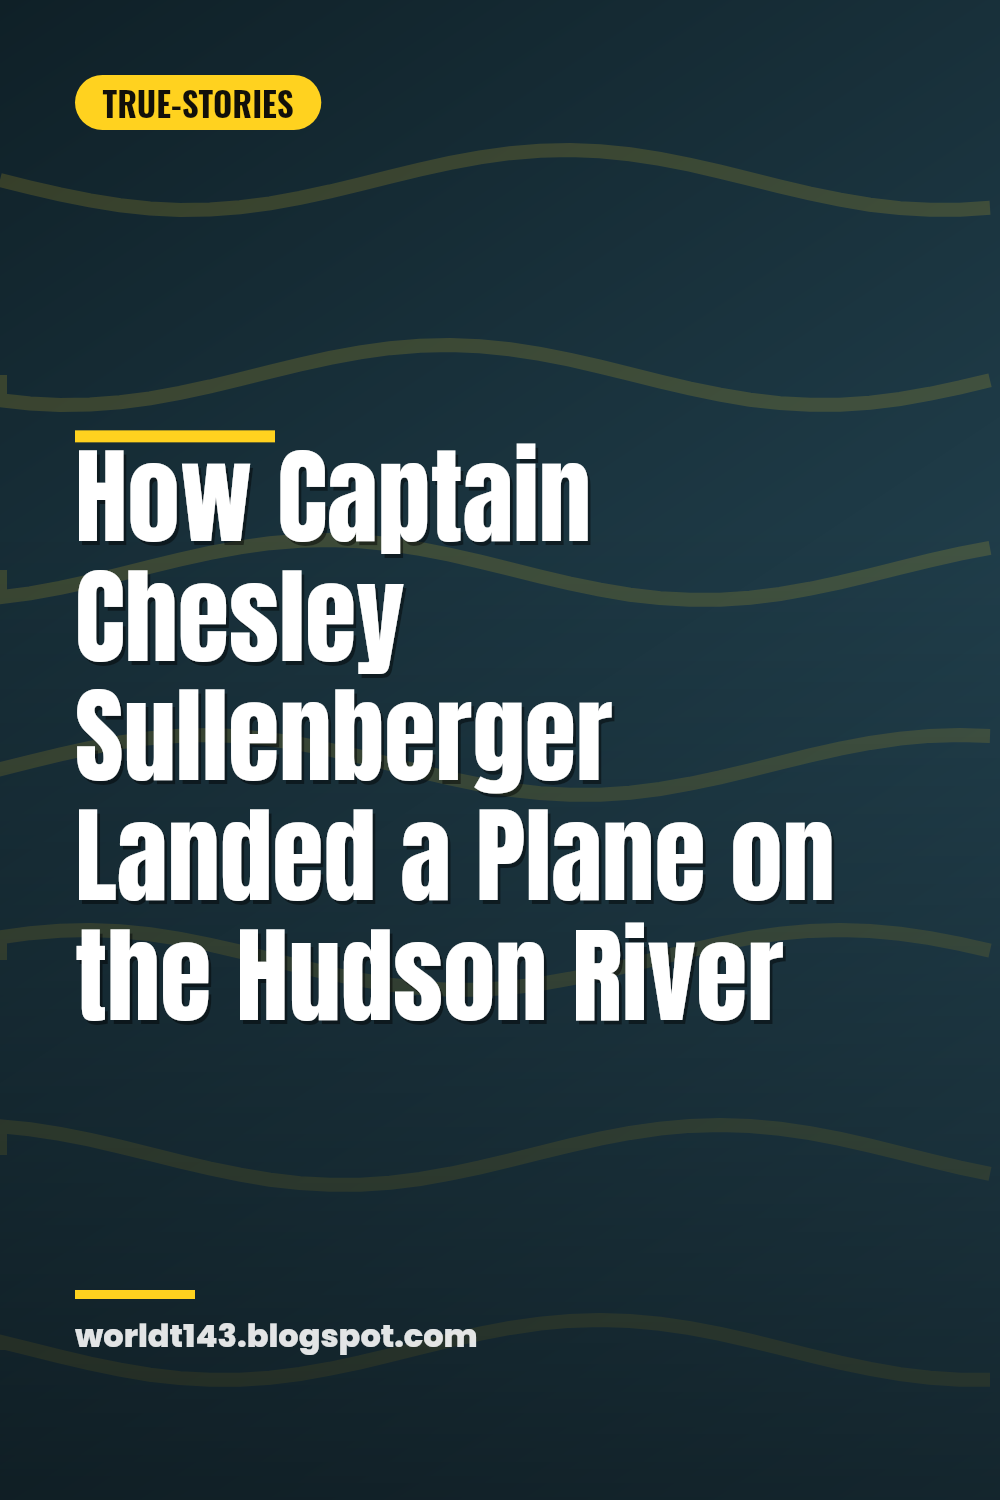 TRUE-STORIES
How Captain
Chesley
Sullenberger
Landed a Plane on
the Hudson River
worldt143.blogspot.com